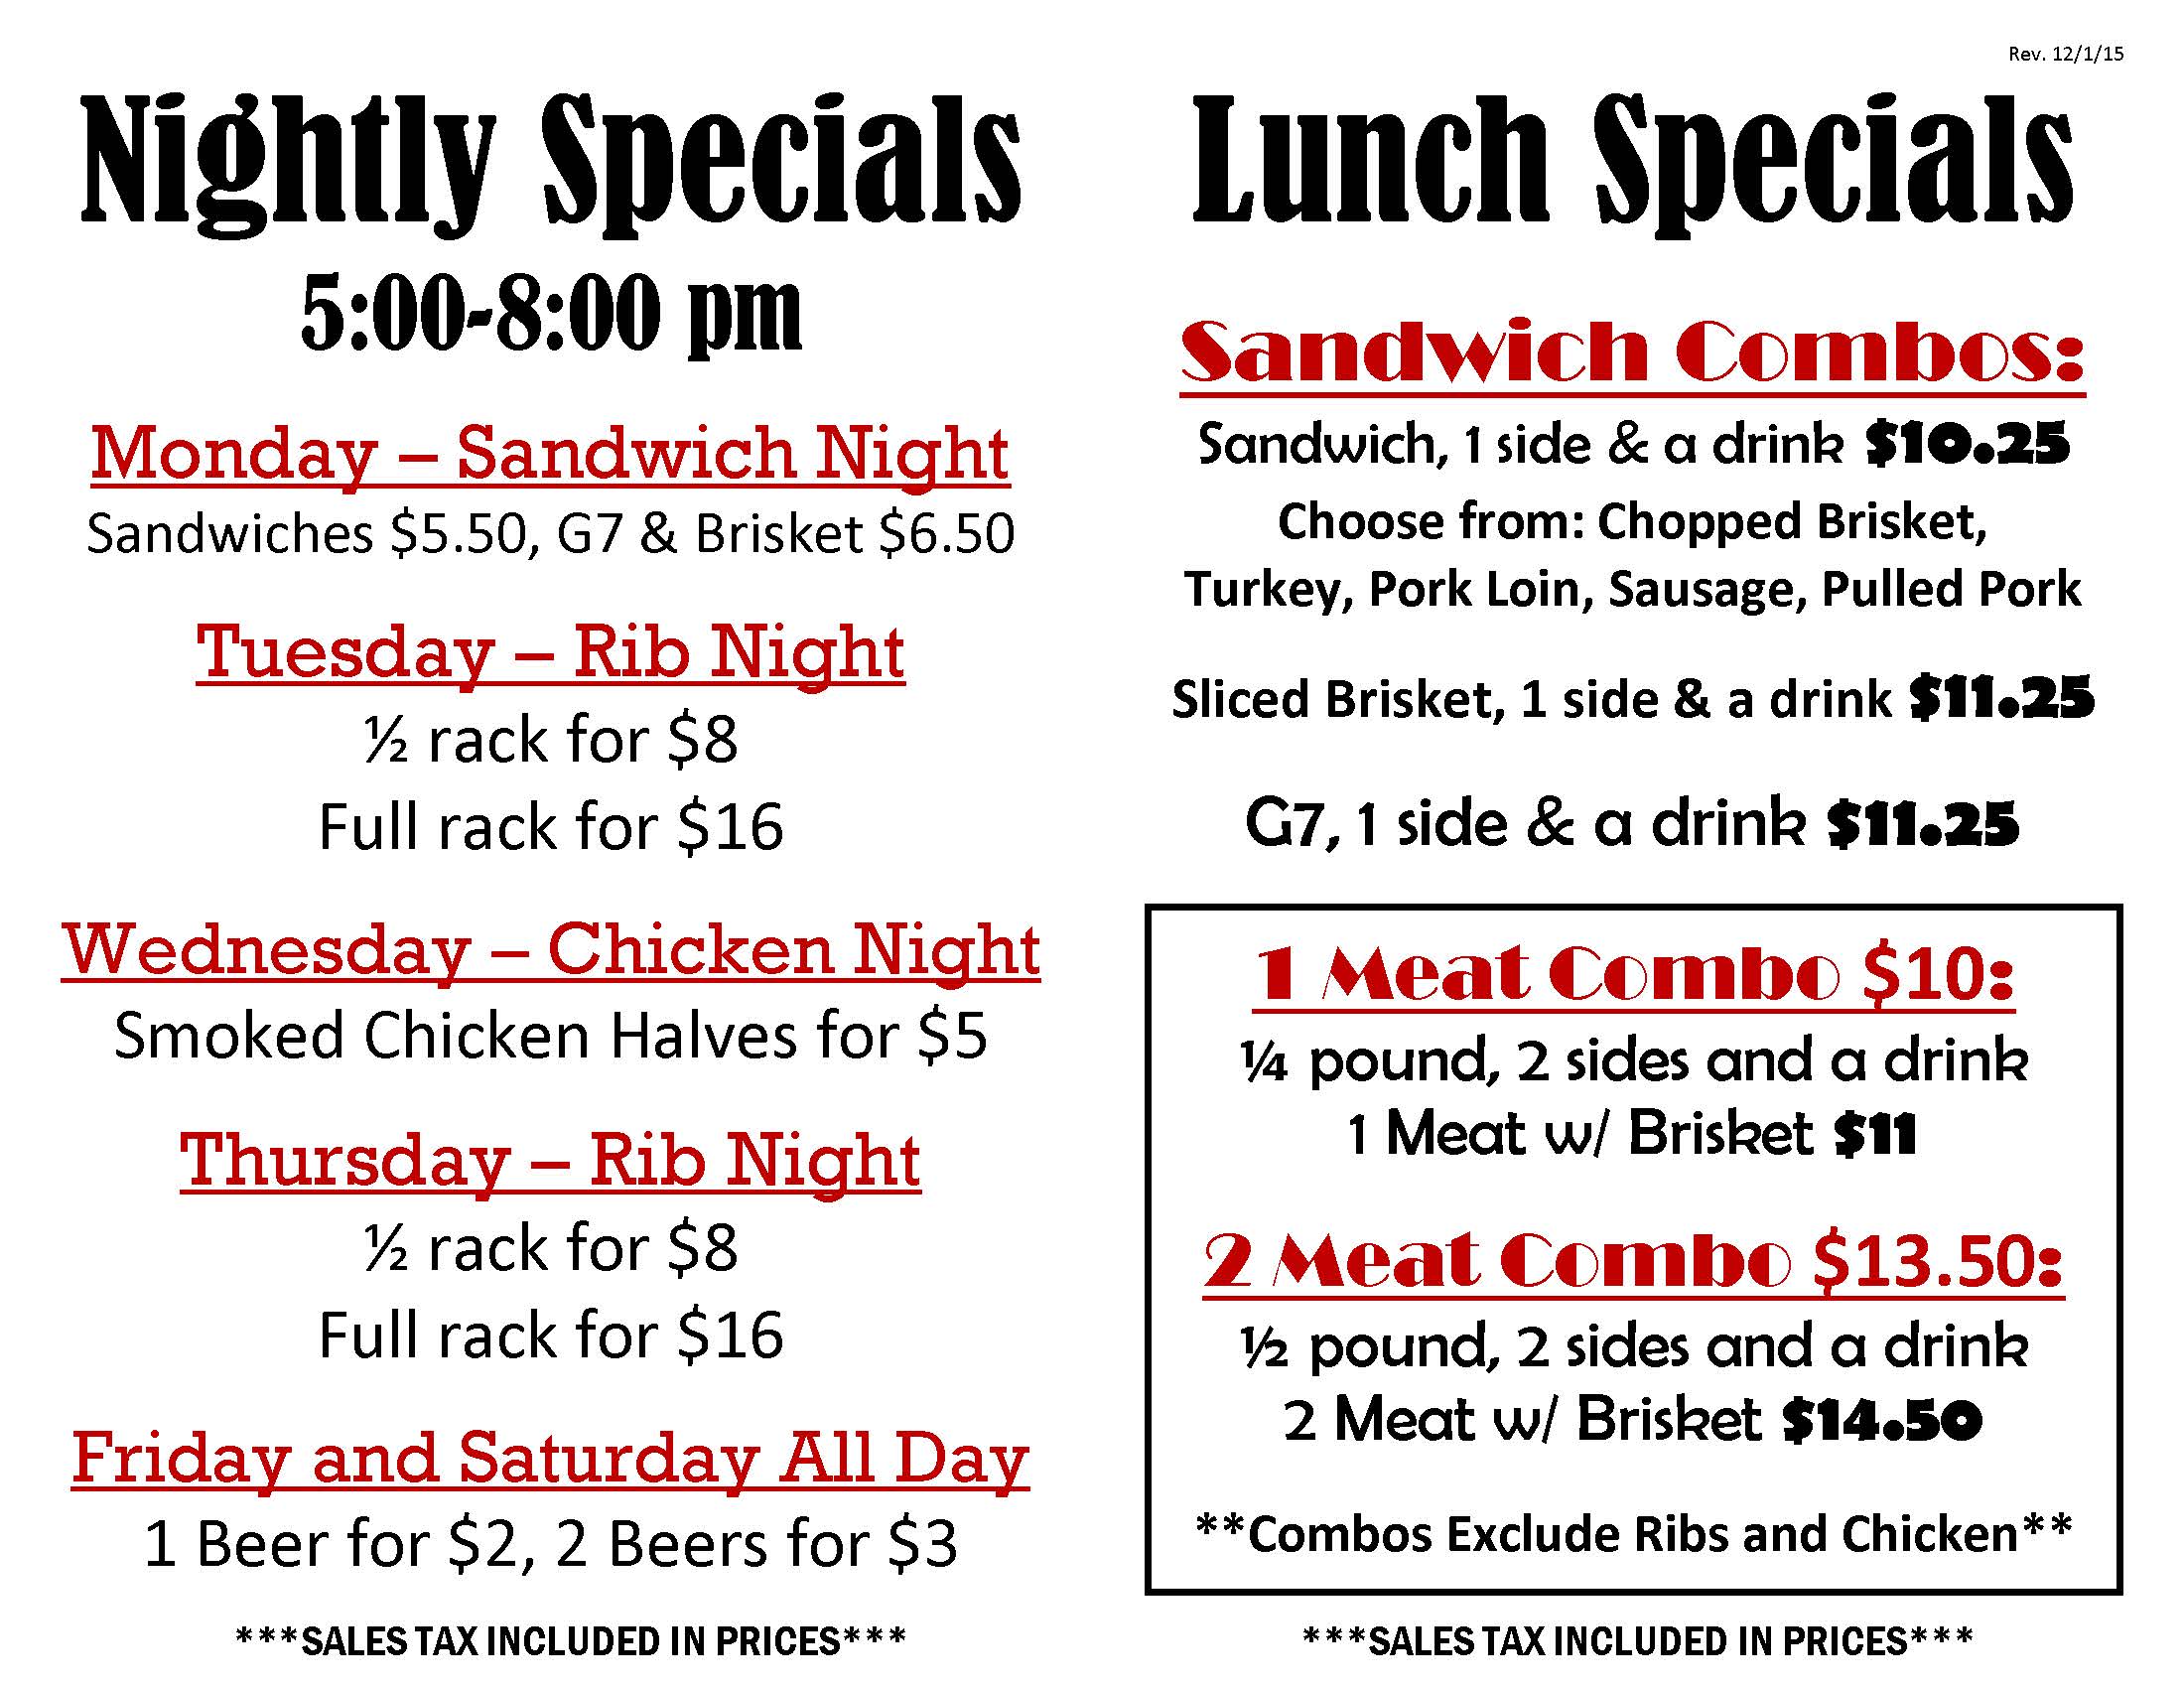 Rev. 12/1/15
Nightly Specials
5:00-8:00 pm
Monday – Sandwich Night
Sandwiches $5.50, G7 & Brisket $6.50
Tuesday – Rib Night
½ rack for $8
Full rack for $16
Wednesday – Chicken Night
Smoked Chicken Halves for $5
Thursday – Rib Night
½ rack for $8
Full rack for $16
Friday and Saturday All Day
1 Beer for $2, 2 Beers for $3
***SALES TAX INCLUDED IN PRICES***
Lunch Specials
Sandwich Combos:
Sandwich, 1 side & a drink $10.25
Choose from: Chopped Brisket,
Turkey, Pork Loin, Sausage, Pulled Pork
Sliced Brisket, 1 side & a drink $11.25
G7, 1 side & a drink $11.25
1 Meat Combo $10:
¼ pound, 2 sides and a drink
1 Meat w/ Brisket $11
2 Meat Combo $13.50:
½ pound, 2 sides and a drink
2 Meat w/ Brisket $14.50
**Combos Exclude Ribs and Chicken**
***SALES TAX INCLUDED IN PRICES***